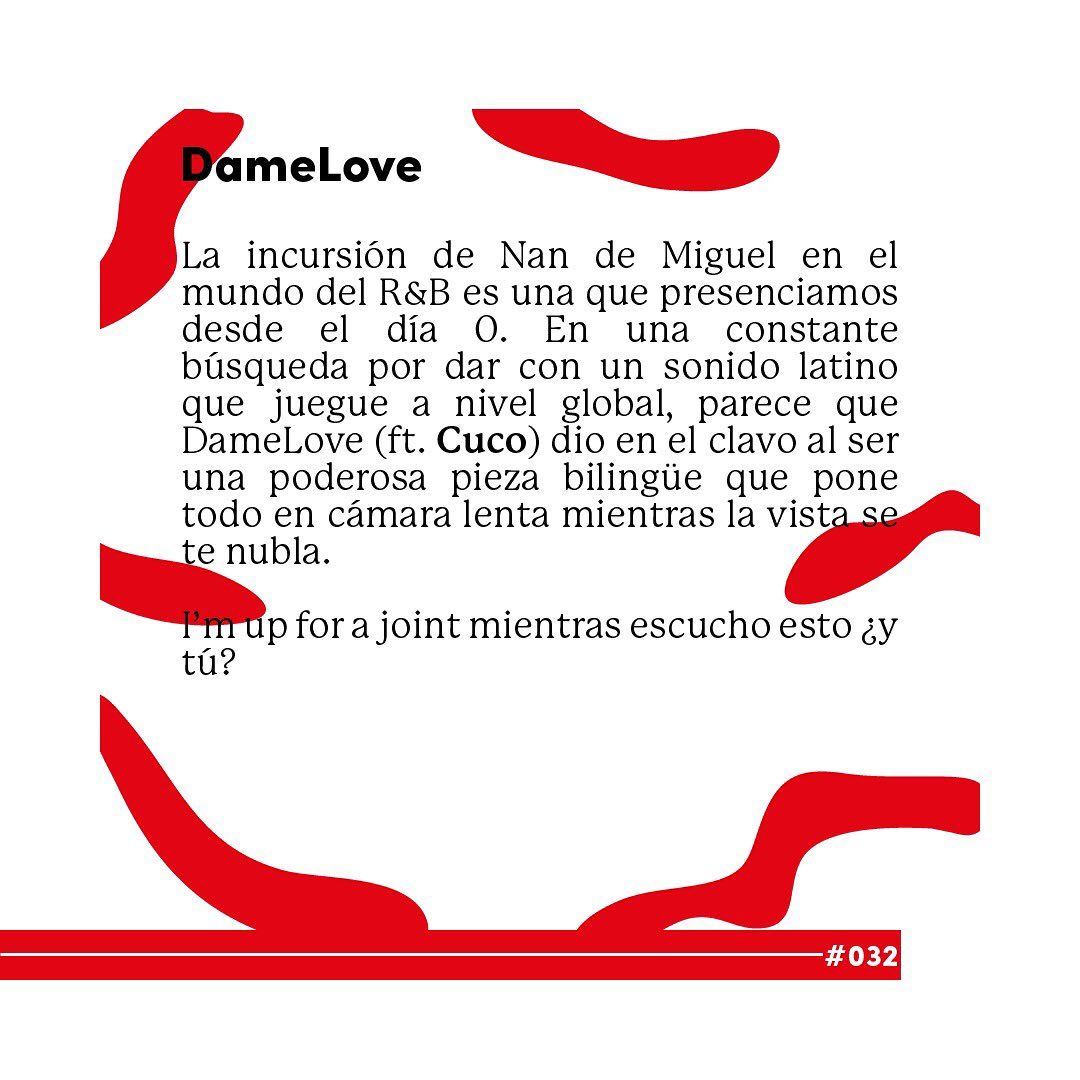 DameLove
La incursión de Nan de Miguel en el
mundo del R&B es una que presenciamos
desde el día 0. En una constante
búsqueda por dar con un sonido latino
que juegue a nivel global, parece que
DameLove (ft. Cuco) dio en el clavo al ser
una poderosa pieza bilingüe que pone
todo en cámara lenta mientras la vista se
te nubla.
I'm up for a joint mientras escucho esto ¿y
tú?
#032